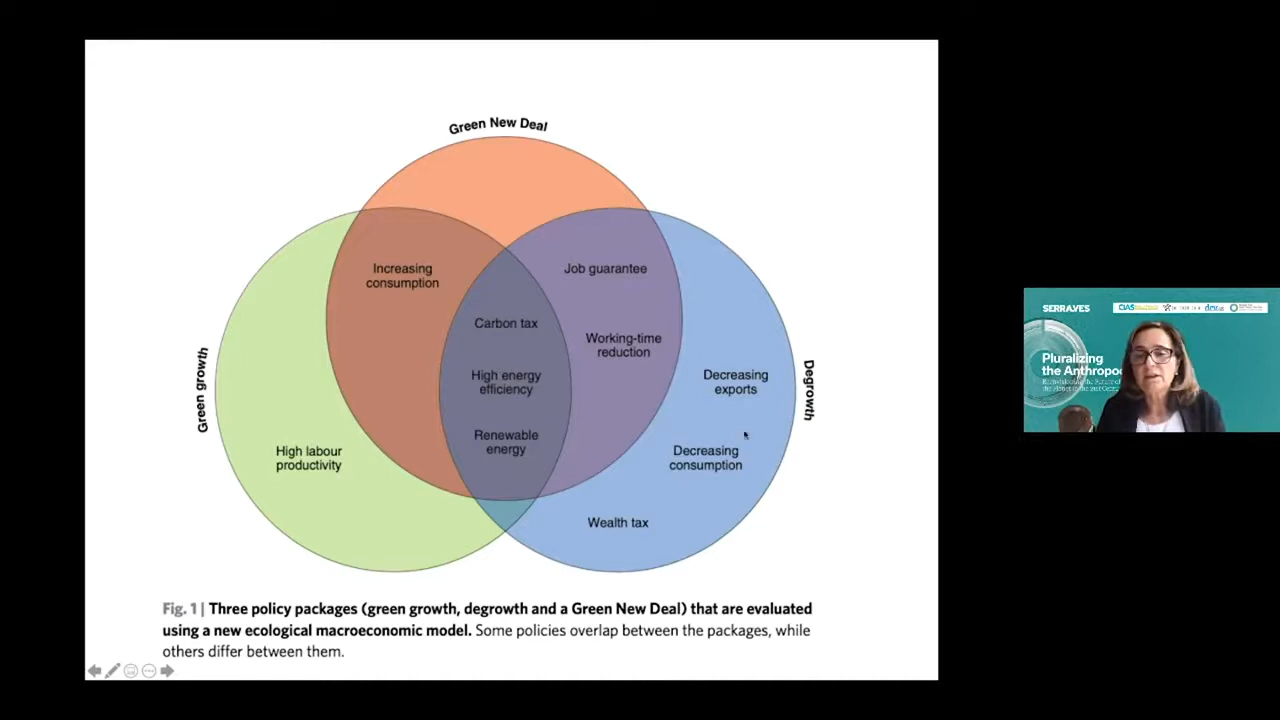 Green New Deal
Green growth
Degrowth
Increasing
consumption
Job guarantee
Carbon tax
Working-time
reduction
High energy
efficiency
Decreasing
exports
Renewable
energy
High labour
productivity
Decreasing
consumption
Wealth tax
Fig. 1 | Three policy packages (green growth, degrowth and a Green New Deal) that are evaluated
using a new ecological macroeconomic model. Some policies overlap between the packages, while
others differ between them.
SERRALVES
CIAS
Pluralizing
the Anthropo